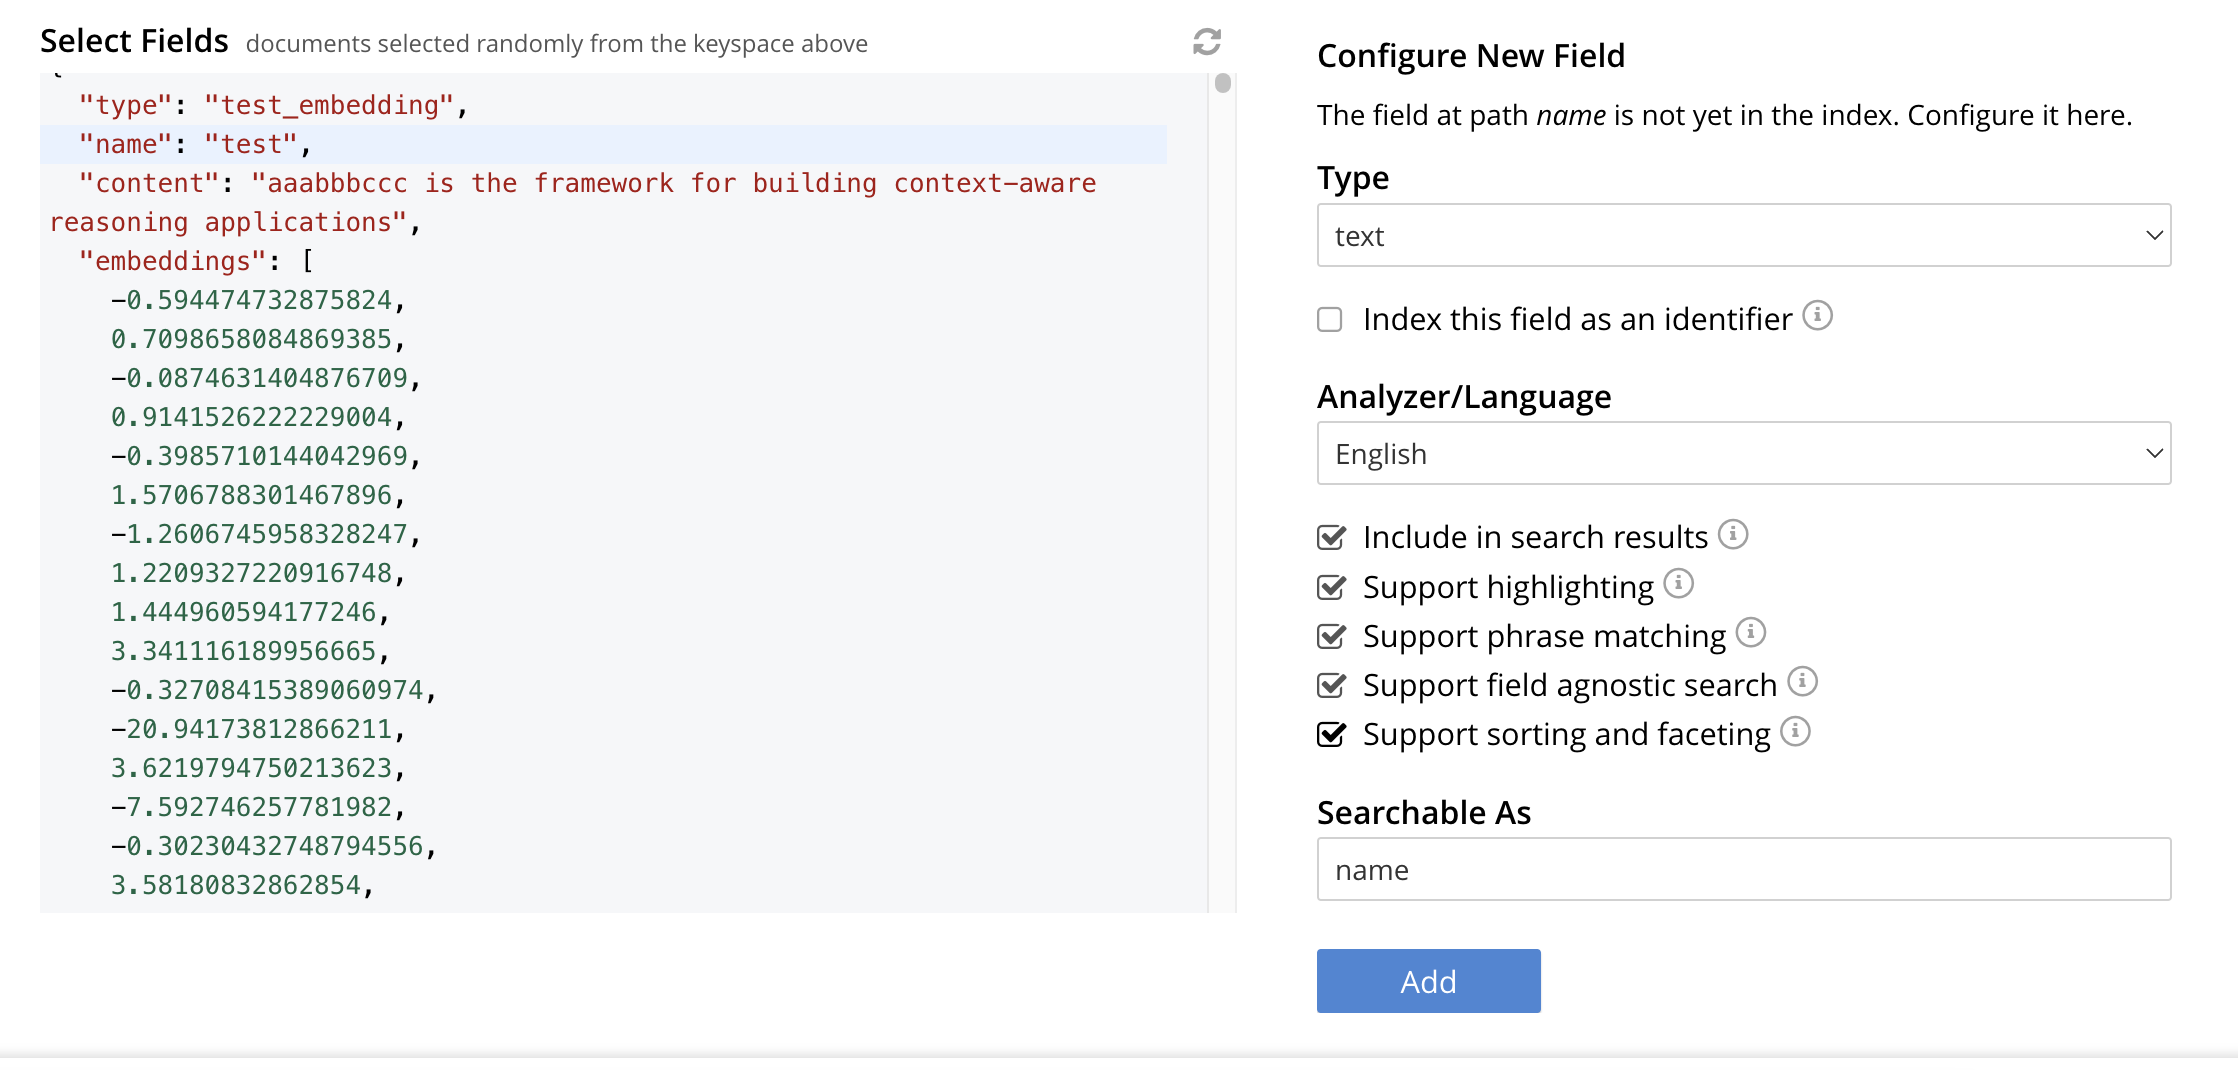 Select Fields documents selected randomly from the keyspace above
{
"type": "test_embedding",
"name": "test",
"content": "aaabbbccc is the framework for building context-aware
reasoning applications",
"embeddings": [
-0.594474732875824,
0.7098658084869385,
-0.0874631404876709,
0.9141526222229004,
-0.3985710144042969,
1.5706788301467896,
-1.2606745958328247,
1.2209327220916748,
1.444960594177246,
3.341116189956665,
-0.32708415389060974,
-20.94173812866211,
3.6219794750213623,
-7.592746257781982,
-0.30230432748794556,
3.58180832862854,
Configure New Field
The field at path name is not yet in the index. Configure it here.
Type
text
Index this field as an identifier
Analyzer/Language
English
Include in search results
Support highlighting
Support phrase matching
Support field agnostic search
Support sorting and faceting
Searchable As
name
Add